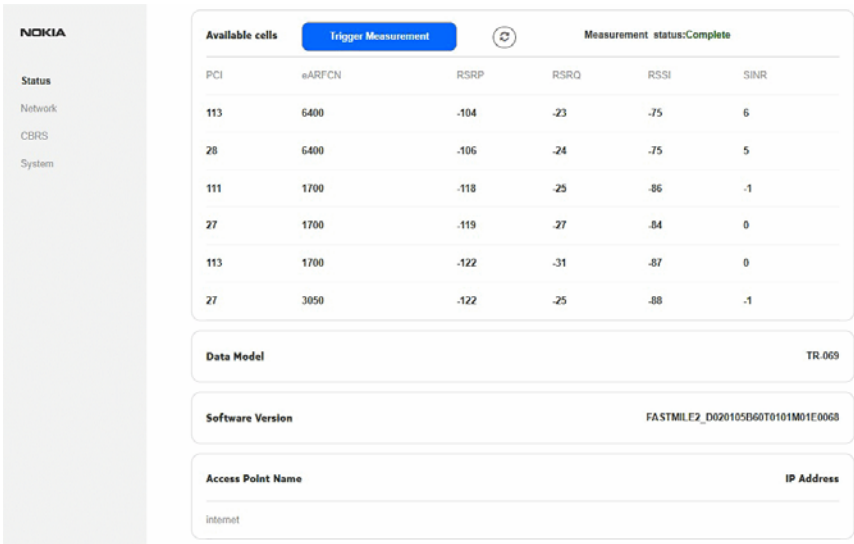 NOKIA
Status
Network
CBRS
System
Available cells Trigger Measurement Measurement status:Complete
PCI eARFCN RSRP RSRQ RSSI SINR
113 6400 -104 -23 -75 6
28 6400 -106 -24 -75 5
111 1700 -118 -25 -86 -1
27 1700 -119 -27 -84 0
113 1700 -122 -31 -87 0
27 3050 -122 -25 -88 -1
Data Model TR-069
Software Version FASTMILE2_D020105B60T0101M01E0068
Access Point Name IP Address
internet